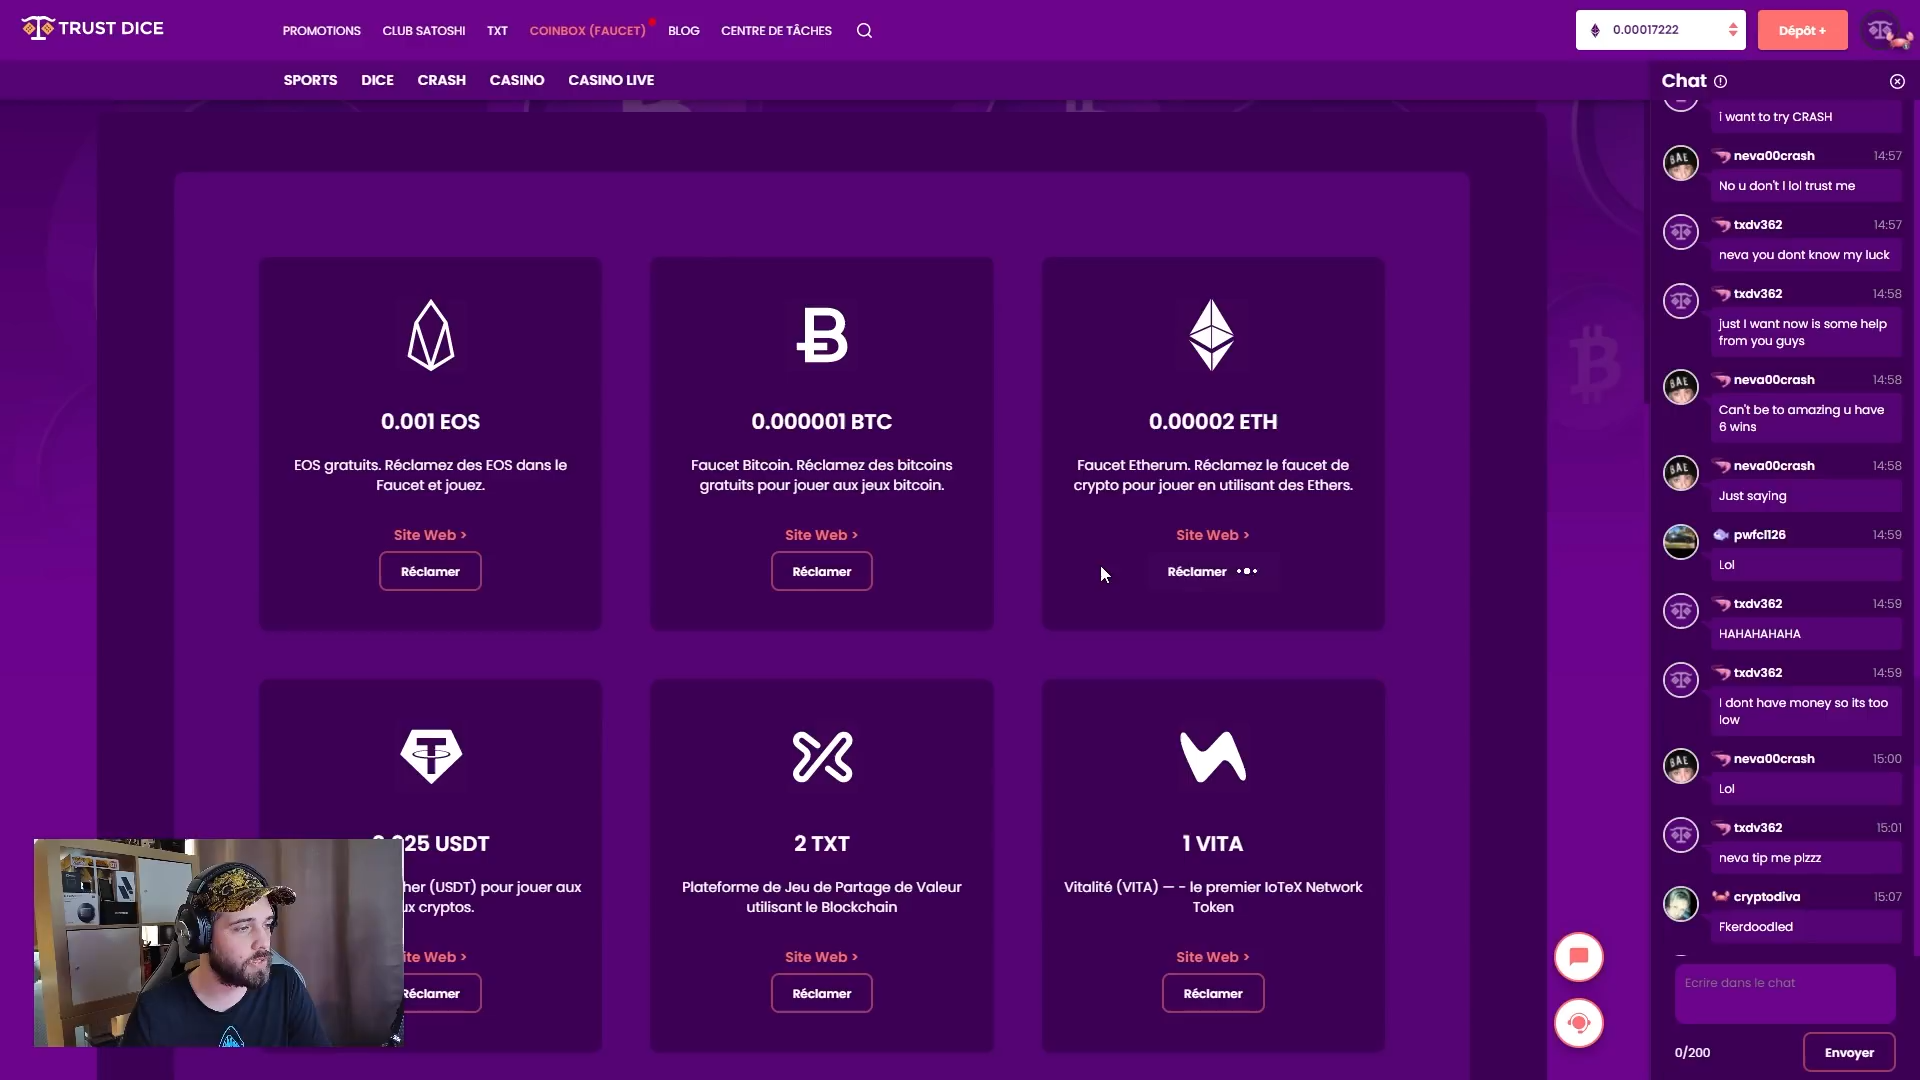 TRUST DICE
PROMOTIONS
CLUB SATOSHI
TXT
COINBOX (FAUCET)
BLOG
CENTRE DE TÂCHES
0.00017222
Dépôt +
SPORTS
DICE
CRASH
CASINO
CASINO LIVE
0.001 EOS
EOS gratuits. Réclamez des EOS dans le
Faucet et jouez.
Site Web >
Réclamer
0.000001 BTC
Faucet Bitcoin. Réclamez des bitcoins
gratuits pour jouer aux jeux bitcoin.
Site Web >
Réclamer
0.00002 ETH
Faucet Etherum. Réclamez le faucet de
crypto pour jouer en utilisant des Ethers.
Site Web >
Réclamer
25 USDT
(USDT) pour jouer aux
cryptos.
Web >
Réclamer
2 TXT
Plateforme de Jeu de Partage de Valeur
utilisant le Blockchain
Site Web >
Réclamer
1 VITA
Vitalité (VITA) — - le premier IoTeX Network
Token
Site Web >
Réclamer
Chat
i want to try CRASH
neva00crash 14:57
No u don't I lol trust me
txdv362 14:57
neva you dont know my luck
txdv362 14:58
just I want now is some help
from you guys
neva00crash 14:58
Can't be to amazing u have
6 wins
neva00crash 14:58
Just saying
pwfcl126 14:59
Lol
txdv362 14:59
HAHAHAHAHA
txdv362 14:59
I dont have money so its too
low
neva00crash 15:00
Lol
txdv362 15:01
neva tip me plzzz
cryptodiva 15:07
Fkerdoodled
Ecrire dans le chat
0/200
Envoyer